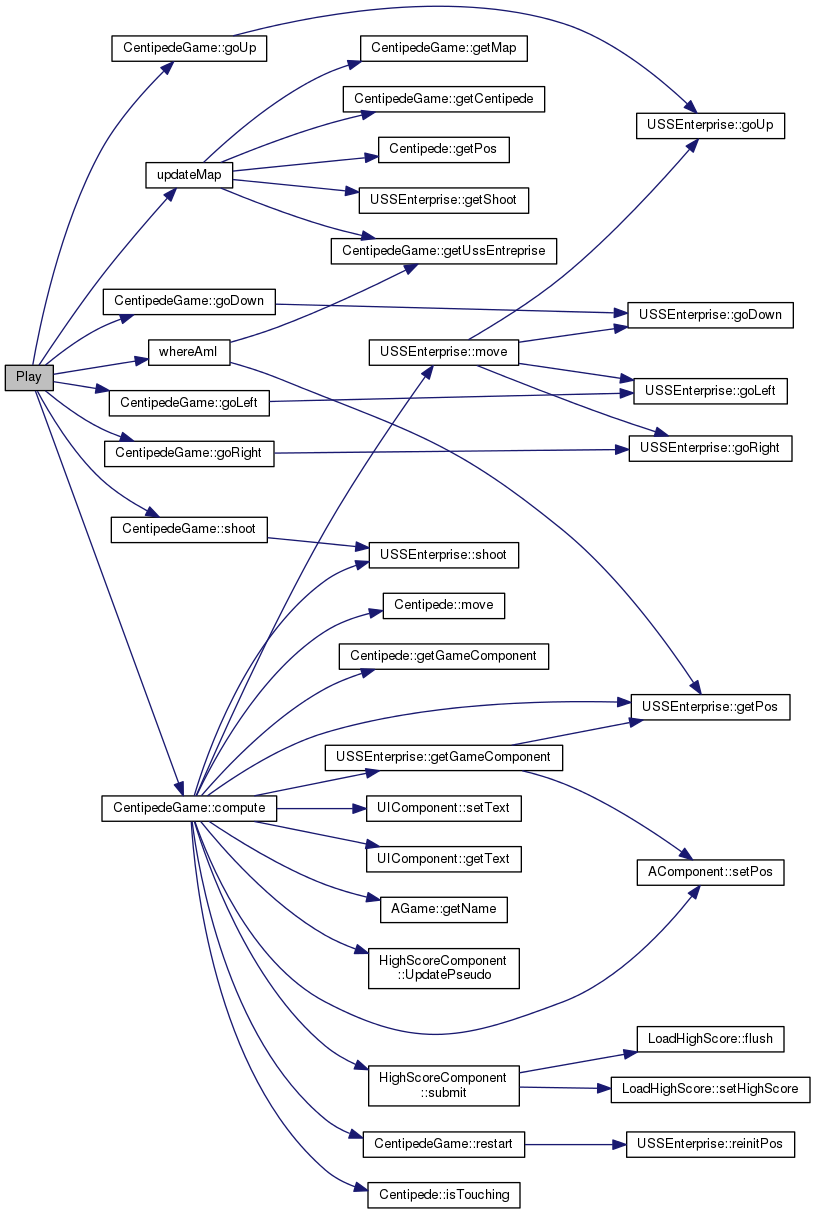 CentipedeGame::goUp
CentipedeGame::getMap
CentipedeGame::getCentipede
USSEnterprise::goUp
Centipede::getPos
updateMap
USSEnterprise::getShoot
CentipedeGame::getUssEntreprise
CentipedeGame::goDown
USSEnterprise::goDown
whereAmI
USSEnterprise::move
Play
USSEnterprise::goLeft
CentipedeGame::goLeft
CentipedeGame::goRight
USSEnterprise::goRight
CentipedeGame::shoot
USSEnterprise::shoot
Centipede::move
Centipede::getGameComponent
USSEnterprise::getPos
USSEnterprise::getGameComponent
CentipedeGame::compute
UIComponent::setText
UIComponent::getText
AComponent::setPos
AGame::getName
HighScoreComponent
::UpdatePseudo
LoadHighScore::flush
HighScoreComponent
::submit
LoadHighScore::setHighScore
CentipedeGame::restart
USSEnterprise::reinitPos
Centipede::isTouching